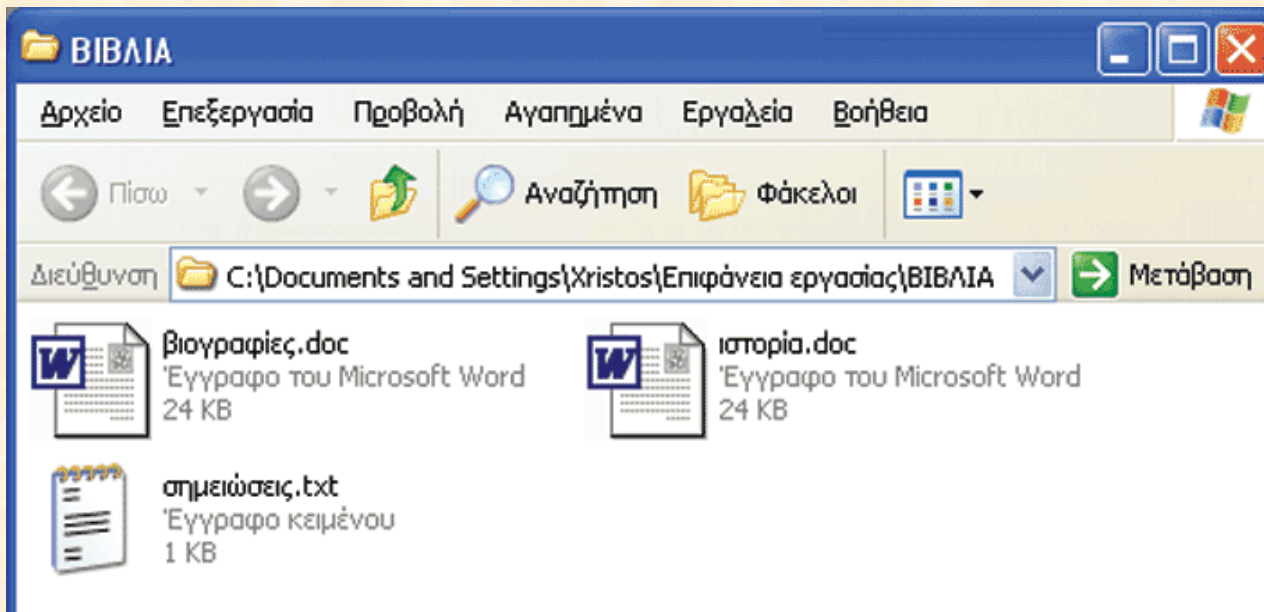 ΒΙΒΛΙΑ
Αρχείο Επεξεργασία Προβολή Αγαπημένα Εργαλεία Βοήθεια
Πίσω Αναζήτηση Φάκελοι
Διεύθυνση C:\Documents and Settings\Xristos\Επιφάνεια εργασίας\ΒΙΒΛΙΑ Μετάβαση
βιογραφίες.doc
Έγγραφο του Microsoft Word
24 KB
ιστορία.doc
Έγγραφο του Microsoft Word
24 KB
σημειώσεις.txt
Έγγραφο κειμένου
1 KB